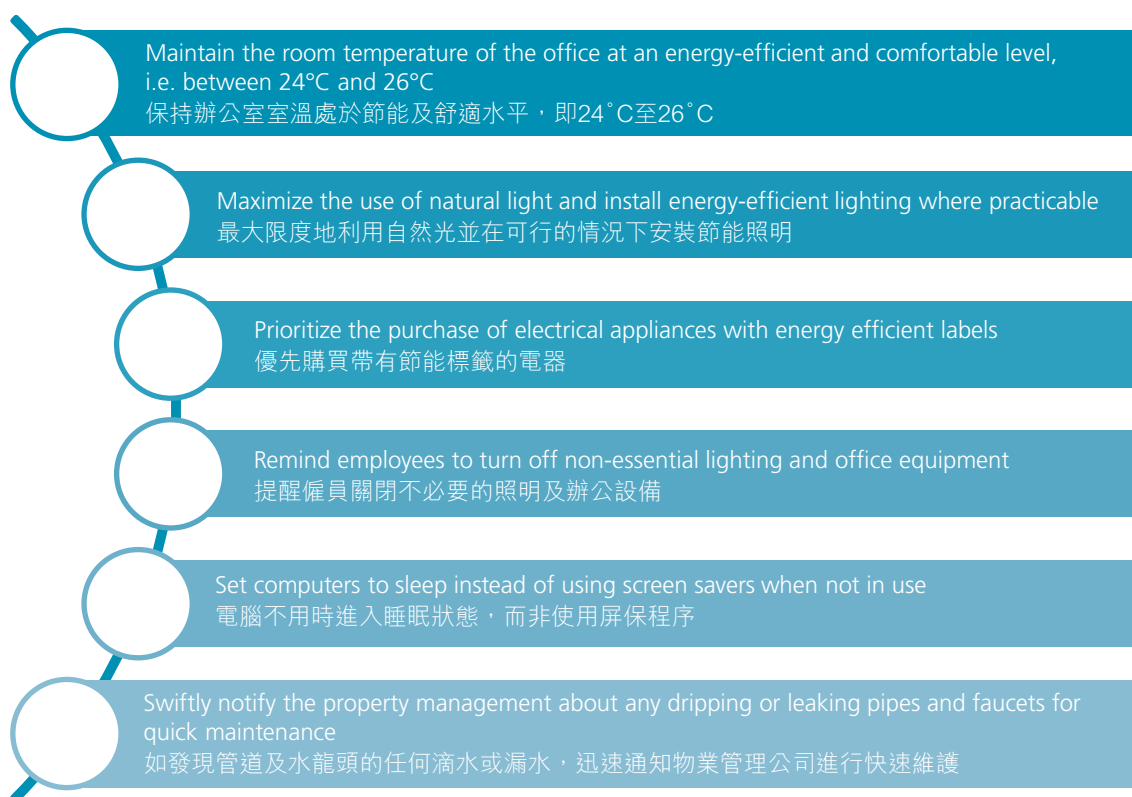 Maintain the room temperature of the office at an energy-efficient and comfortable level,
i.e. between 24°C and 26°C
保持辦公室室溫處於節能及舒適水平，即24°C至26°C
Maximize the use of natural light and install energy-efficient lighting where practicable
最大限度地利用自然光並在可行的情況下安裝節能照明
Prioritize the purchase of electrical appliances with energy efficient labels
優先購買帶有節能標籤的電器
Remind employees to turn off non-essential lighting and office equipment
提醒僱員關閉不必要的照明及辦公設備
Set computers to sleep instead of using screen savers when not in use
電腦不用時進入睡眠狀態，而非使用屏保程序
Swiftly notify the property management about any dripping or leaking pipes and faucets for
quick maintenance
如發現管道及水龍頭的任何滴水或漏水，迅速通知物業管理公司進行快速維護